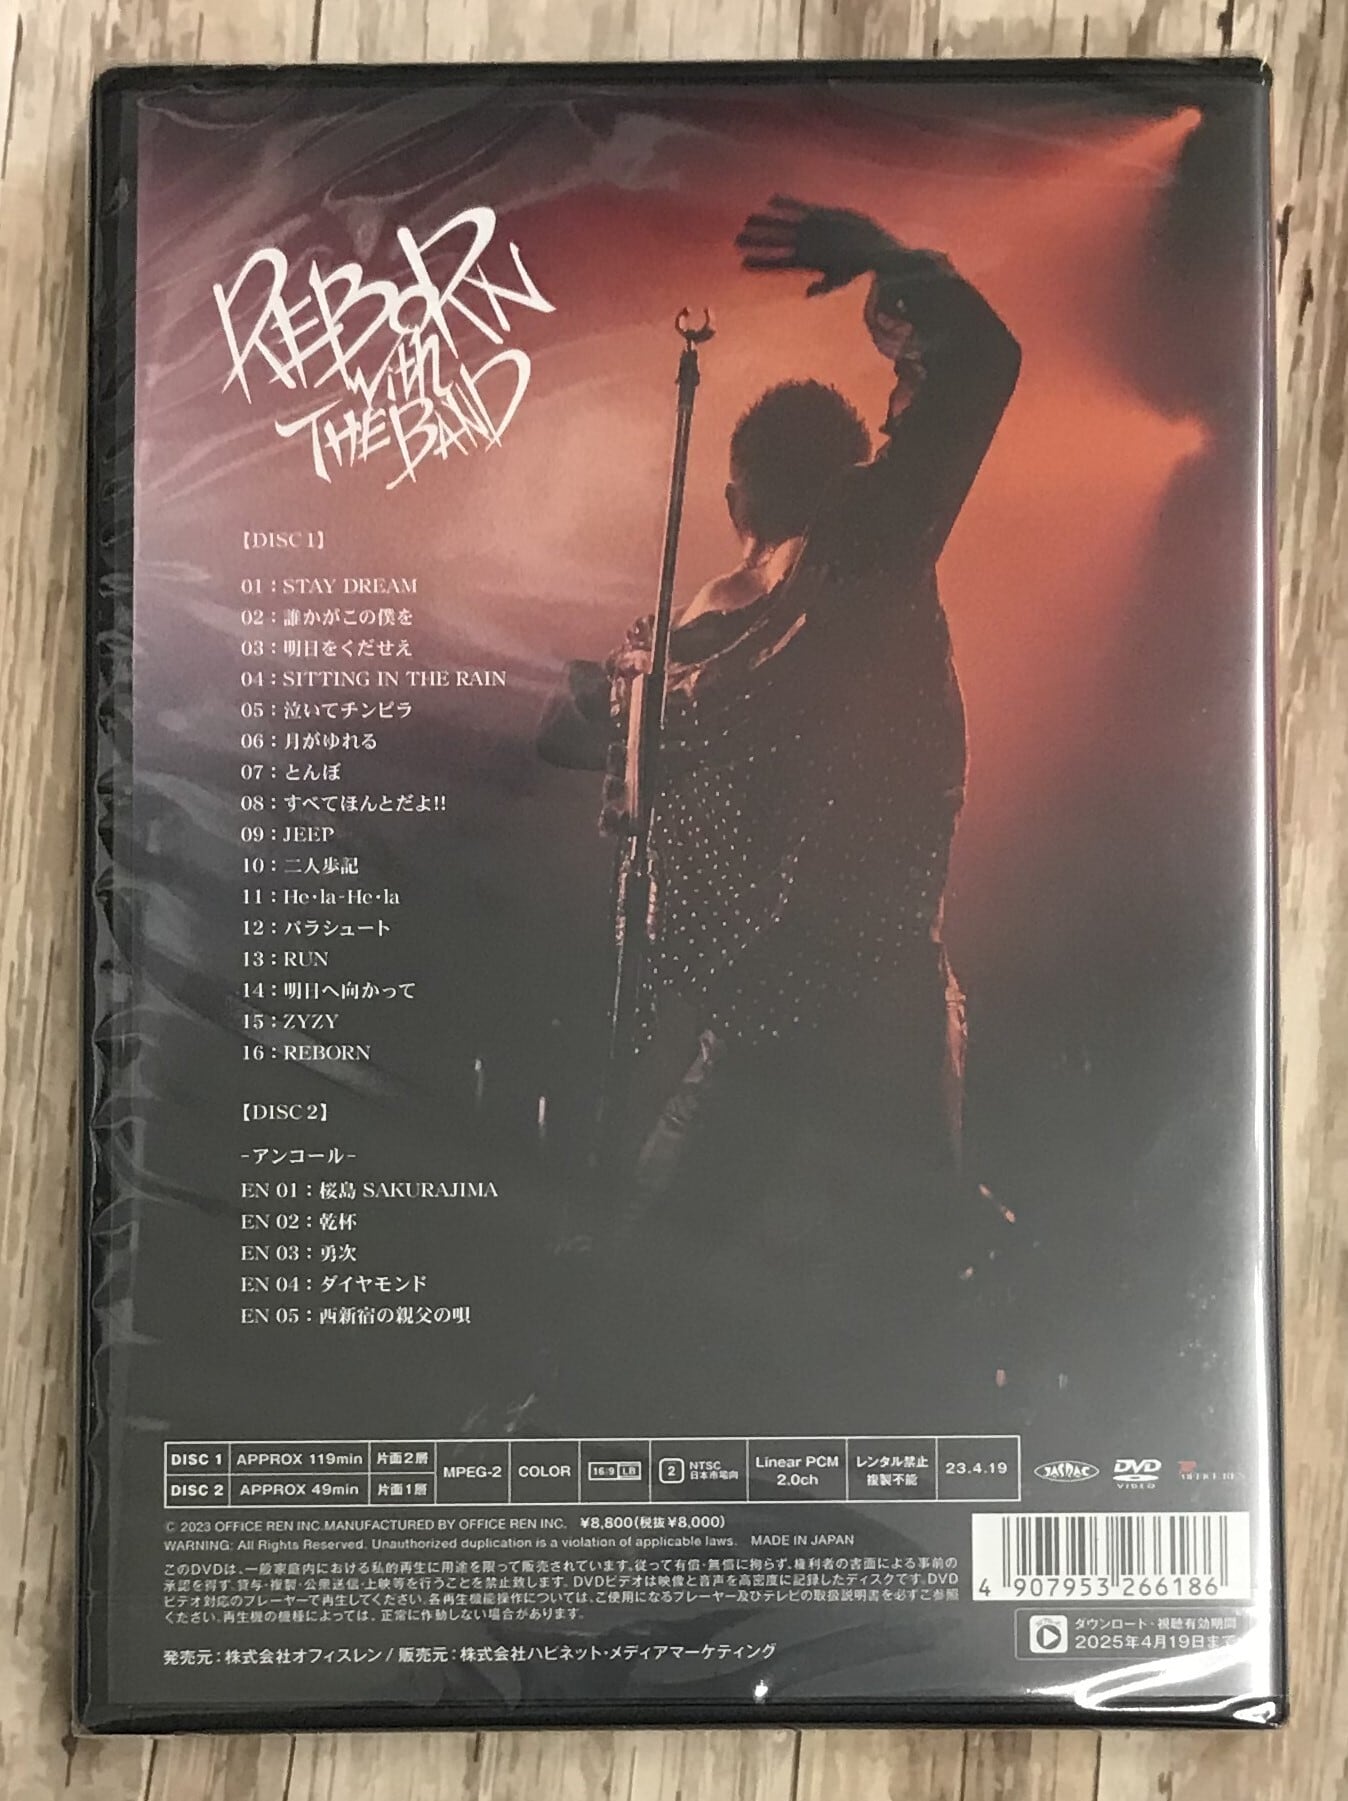 REBORN
with
THE BAND
【DISC 1】
01:STAY DREAM
02:誰かがこの僕を
03:明日をくだせえ
04:SITTING IN THE RAIN
05:泣いてチンピラ
06:月がゆれる
07:とんぼ
08:すべてほんとだよ!!
09:JEEP
10:二人歩記
11:He・la-He・la
12:パラシュート
13:RUN
14:明日へ向かって
15:ZYZY
16:REBORN
【DISC 2】
-アンコール-
EN 01:桜島 SAKURAJIMA
EN 02:乾杯
EN 03:勇次
EN 04:ダイヤモンド
EN 05:西新宿の親父の唄
DISC 1 APPROX 119min 片面2層
DISC 2 APPROX 49min 片面1層
MPEG-2
COLOR
16:9 LB
2 NTSC
日本市場向
Linear PCM
2.0ch
レンタル禁止
複製不能
23.4.19
JASRAC
DVD
VIDEO
OFFICE REN
© 2023 OFFICE REN INC.MANUFACTURED BY OFFICE REN INC. ¥8,800(税抜¥8,000)
WARNING: All Rights Reserved. Unauthorized duplication is a violation of applicable laws. MADE IN JAPAN
このDVDは、一般家庭内における私的再生に用途を限って販売されています。従って有償・無償に拘らず、権利者の書面による事前の
承認を得ず、貸与・複製・公衆送信・上映等を行うことを禁止致します。DVDビデオは映像と音声を高密度に記録したディスクです。DVD
ビデオ対応のプレーヤーで再生してください。各再生機能操作については、ご使用になるプレーヤー及びテレビの取扱説明書を必ずご参照
ください。再生機の機種によっては、正常に作動しない場合があります。
発売元:株式会社オフィスレン / 販売元:株式会社ハピネット・メディアマーケティング
4 907953 266186
ダウンロード・視聴有効期間
2025年4月19日まで